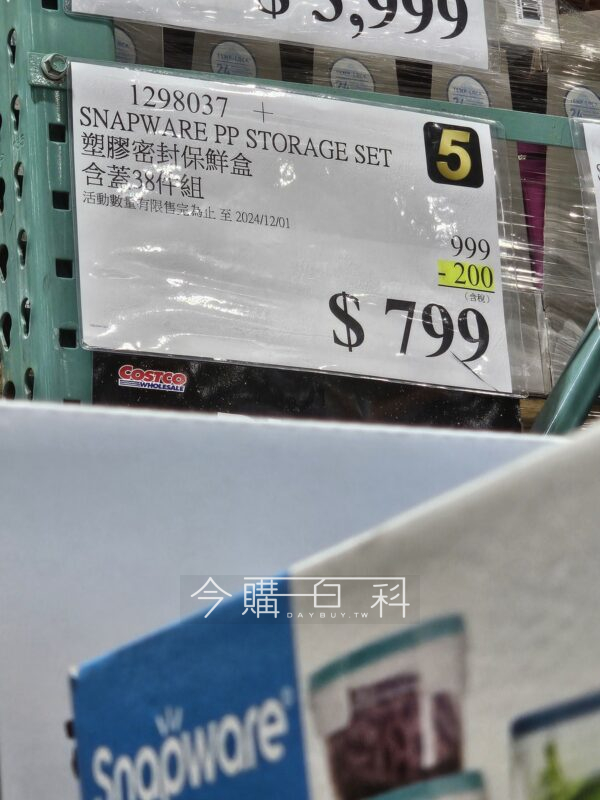 $ 3,999
1298037 +
SNAPWARE PP STORAGE SET
塑膠密封保鮮盒
含蓋38件組
活動數量有限售完為止 至 2024/12/01
5
999
- 200
(含稅)
$ 799
COSTCO
WHOLESALE
今購百科
DAYBUY.TW
Snapware